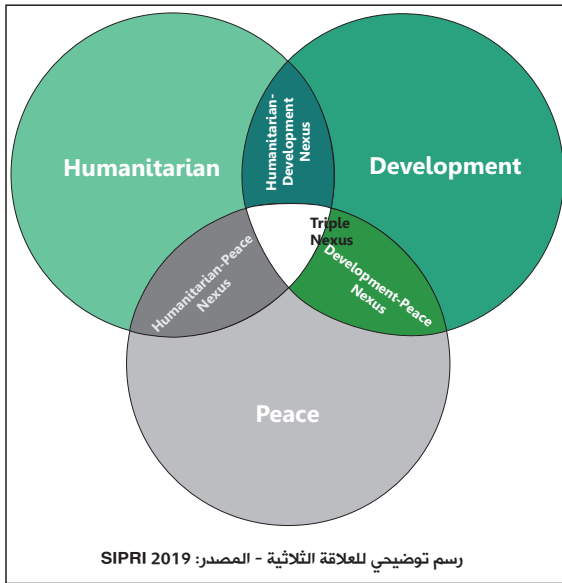 Humanitarian-
Development
Nexus
Humanitarian
Development
Triple
Nexus
Humanitarian-Peace
Nexus
Development-Peace
Nexus
Peace
رسم توضيحي للعلاقة الثلاثية - المصدر: SIPRI 2019